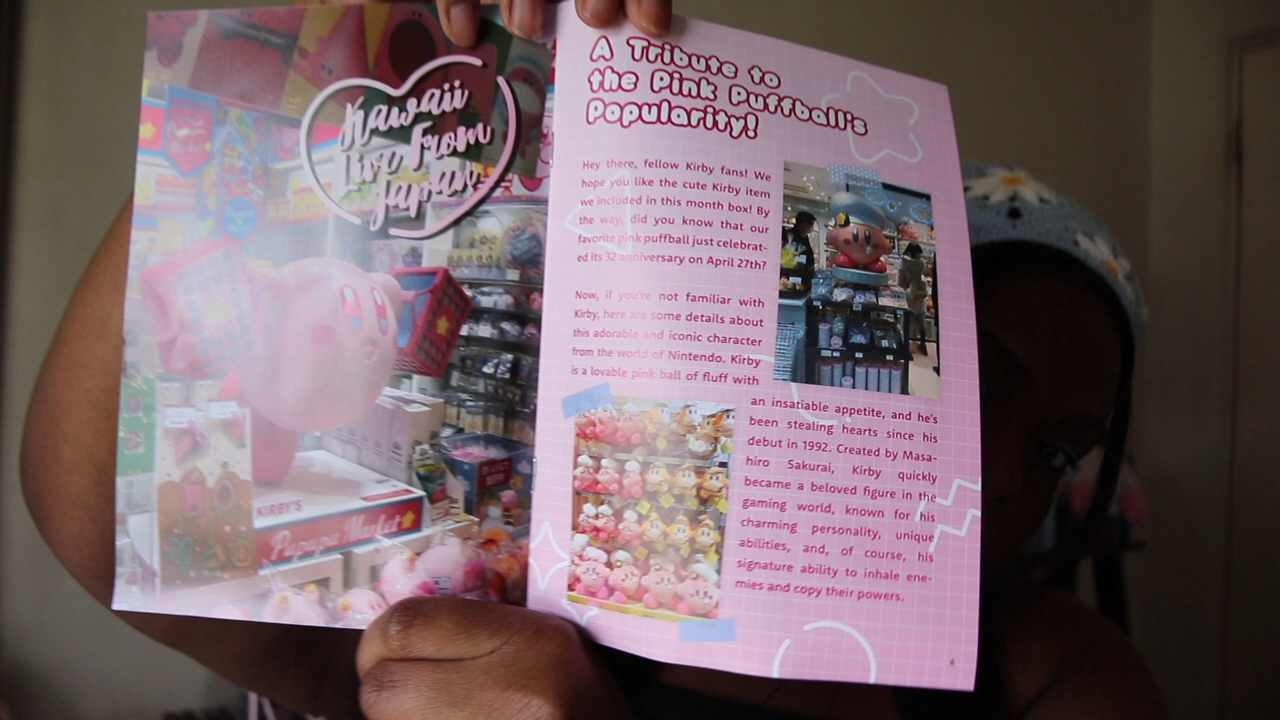 Kawaii
Live From
Japan
KIRBY'S
Pupupu Market
A Tribute to
the Pink Puffball's
Popularity!
Hey there, fellow Kirby fans! We
hope you like the cute Kirby item
we included in this month box! By
the way, did you know that our
favorite pink puffball just celebrat-
ed its 32 anniversary on April 27th?
Now, if you're not familiar with
Kirby, here are some details about
this adorable and iconic character
from the world of Nintendo. Kirby
is a lovable pink ball of fluff with
an insatiable appetite, and he's
been stealing hearts since his
debut in 1992. Created by Masa-
hiro Sakurai, Kirby quickly
became a beloved figure in the
gaming world, known for his
charming personality, unique
abilities, and, of course, his
signature ability to inhale ene-
mies and copy their powers.